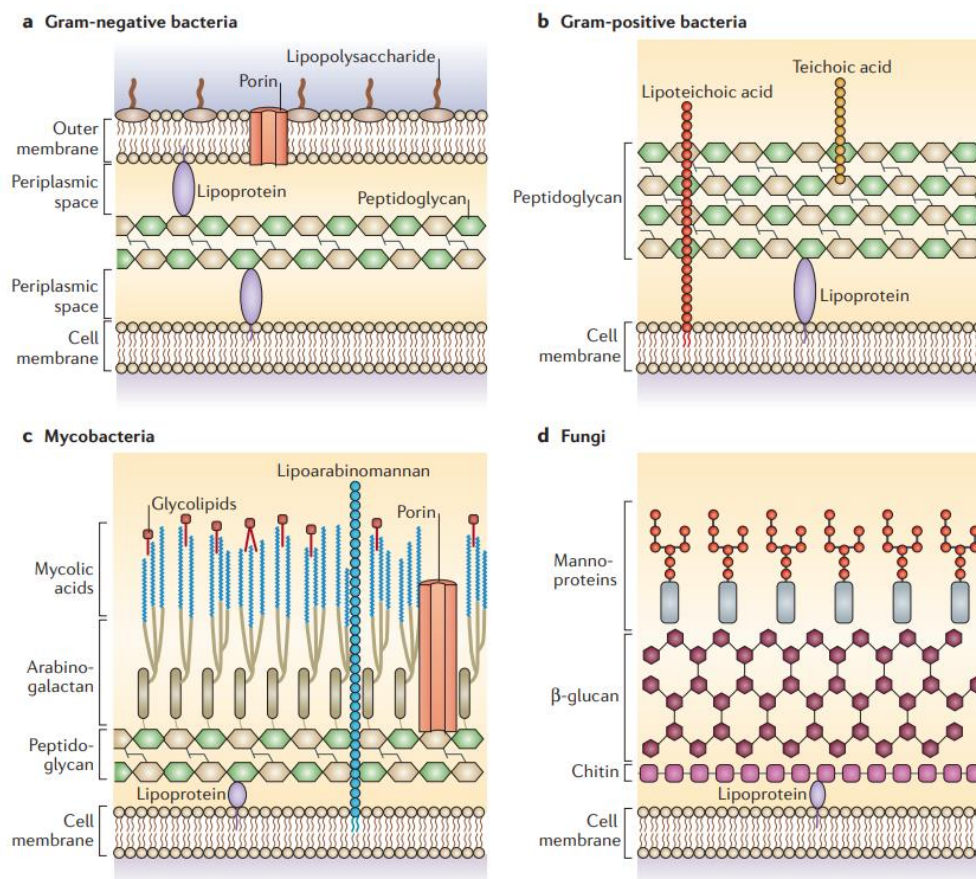 a Gram-negative bacteria
Lipopolysaccharide
Porin
Outer
membrane
Periplasmic
space
Lipoprotein
Peptidoglycan
Periplasmic
space
Cell
membrane
b Gram-positive bacteria
Teichoic acid
Lipoteichoic acid
Peptidoglycan
Lipoprotein
Cell
membrane
c Mycobacteria
Lipoarabinomannan
Glycolipids
Porin
Mycolic
acids
Arabino-
galactan
Peptido-
glycan
Lipoprotein
Cell
membrane
d Fungi
Manno-
proteins
β-glucan
Chitin
Lipoprotein
Cell
membrane